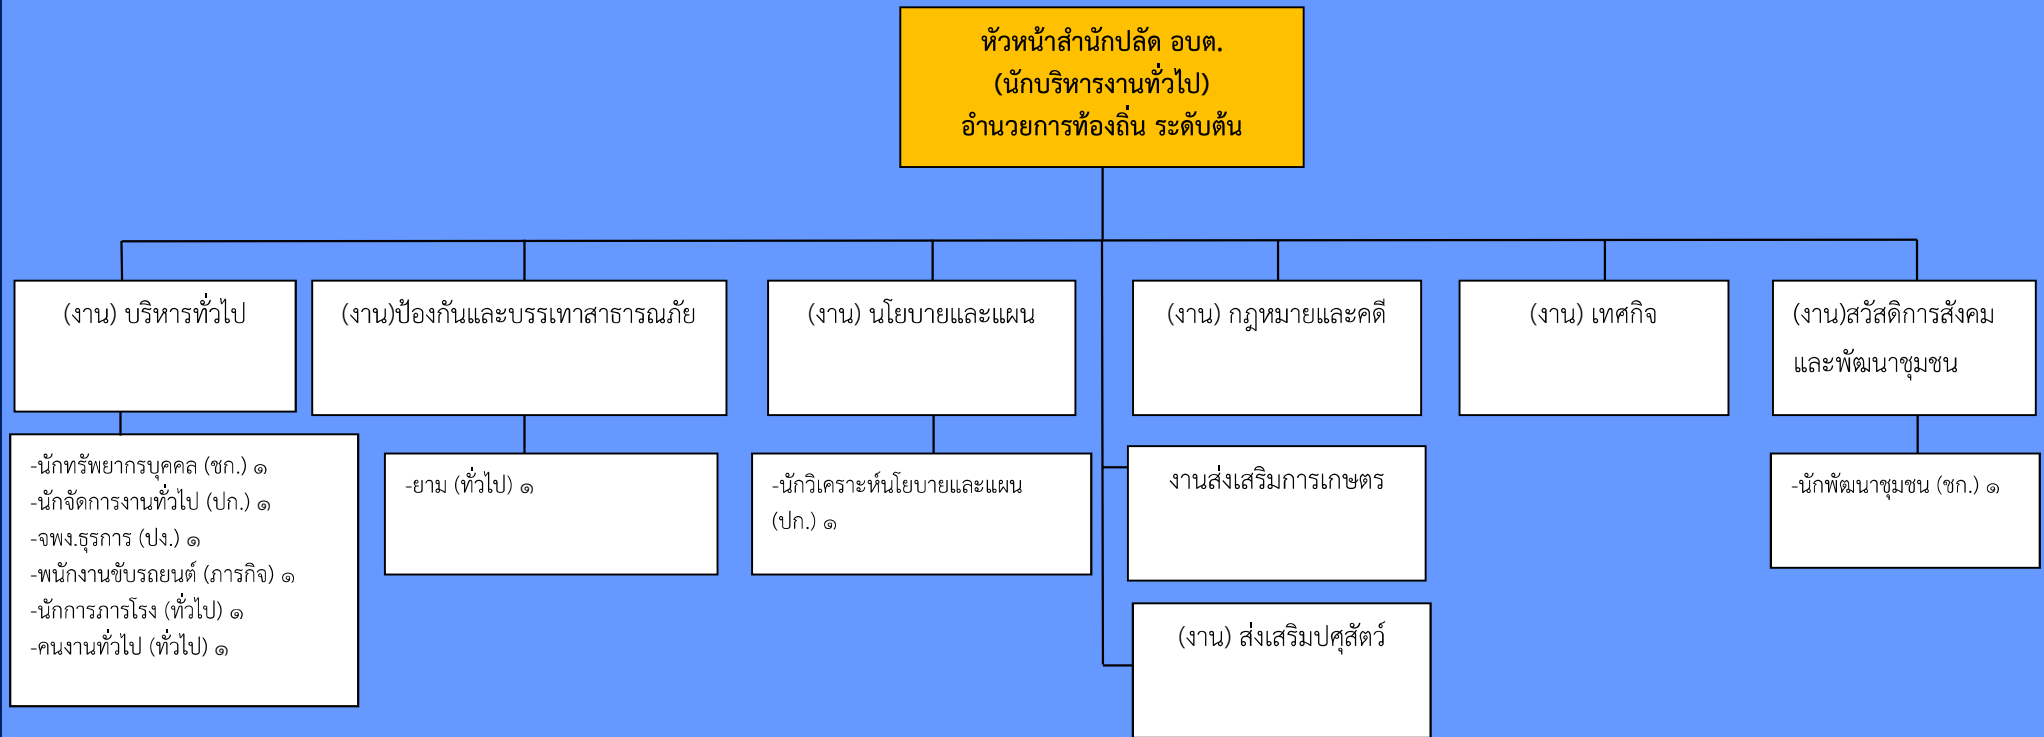 หัวหน้าสำนักปลัด อบต.
(นักบริหารงานทั่วไป)
อำนวยการท้องถิ่น ระดับต้น
(งาน) บริหารทั่วไป
(งาน)ป้องกันและบรรเทาสาธารณภัย
(งาน) นโยบายและแผน
(งาน) กฎหมายและคดี
(งาน) เทศกิจ
(งาน)สวัสดิการสังคม
และพัฒนาชุมชน
-นักทรัพยากรบุคคล (ชก.) ๑
-นักจัดการงานทั่วไป (ปก.) ๑
-จพง.ธุรการ (ปง.) ๑
-พนักงานขับรถยนต์ (ภารกิจ) ๑
-นักการภารโรง (ทั่วไป) ๑
-คนงานทั่วไป (ทั่วไป) ๑
-ยาม (ทั่วไป) ๑
-นักวิเคราะห์นโยบายและแผน
(ปก.) ๑
งานส่งเสริมการเกษตร
(งาน) ส่งเสริมปศุสัตว์
-นักพัฒนาชุมชน (ชก.) ๑